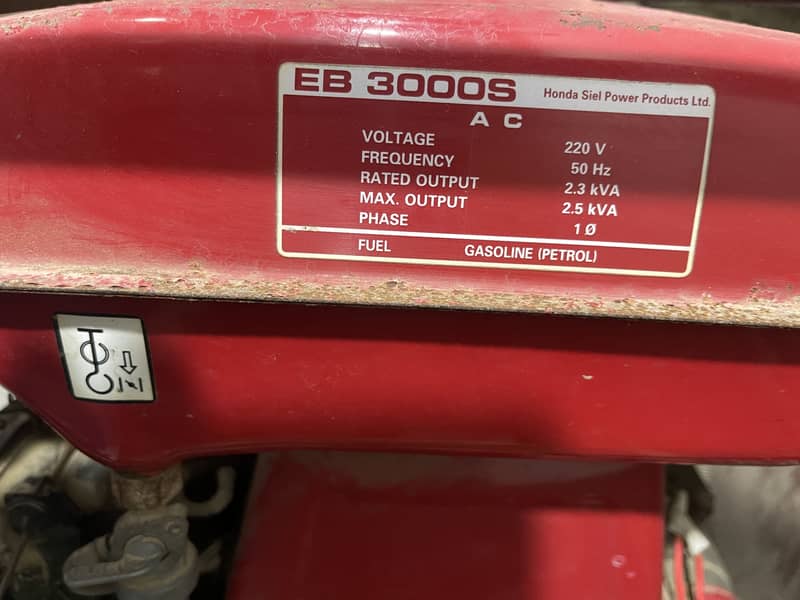 EB 3000S Honda Siel Power Products Ltd.
A C
VOLTAGE 220 V
FREQUENCY 50 Hz
RATED OUTPUT 2.3 kVA
MAX. OUTPUT 2.5 kVA
PHASE 1 Ø
FUEL GASOLINE (PETROL)